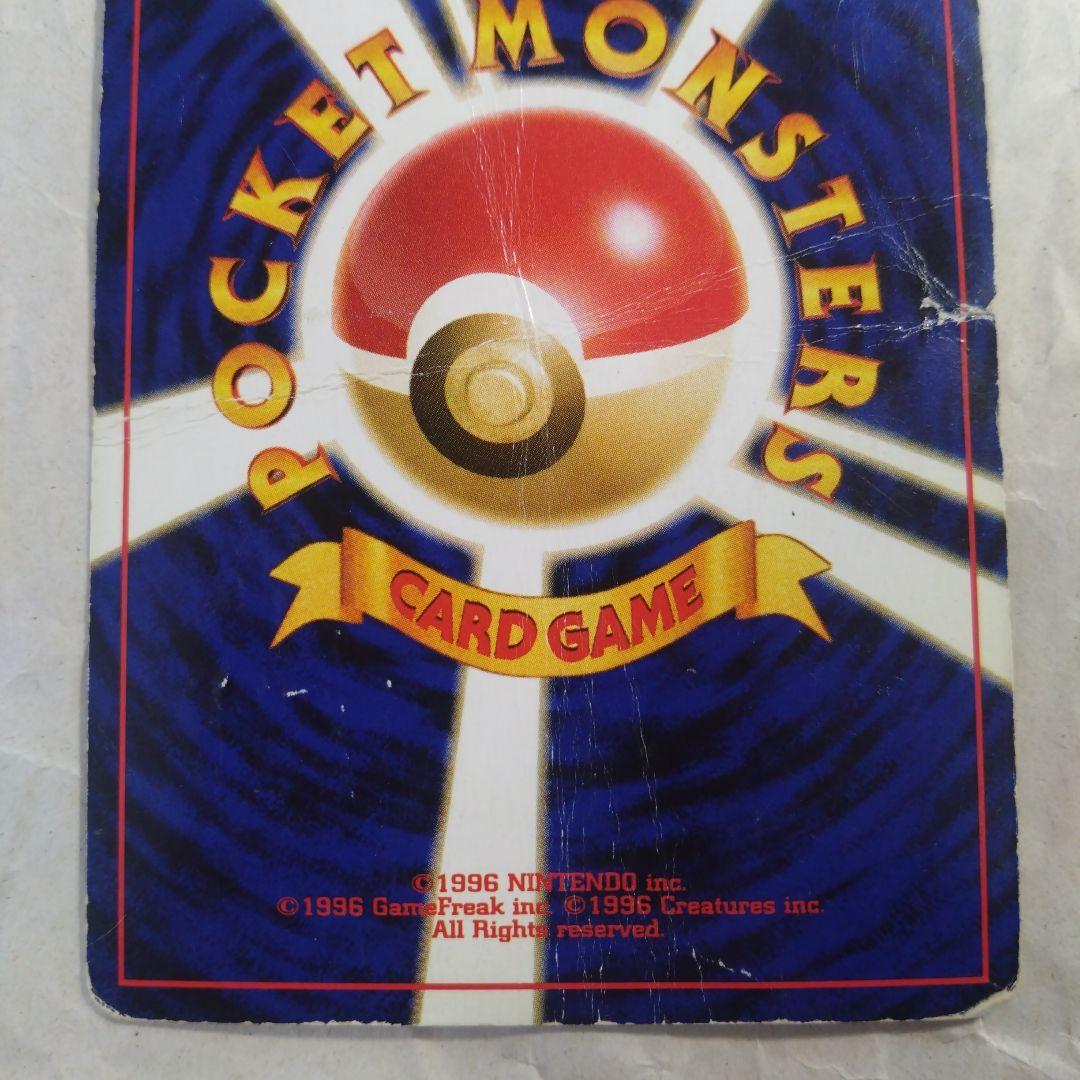 POCKET MONSTERS
CARD GAME
©1996 NINTENDO inc.
©1996 GameFreak inc. ©1996 Creatures inc.
All Rights reserved.